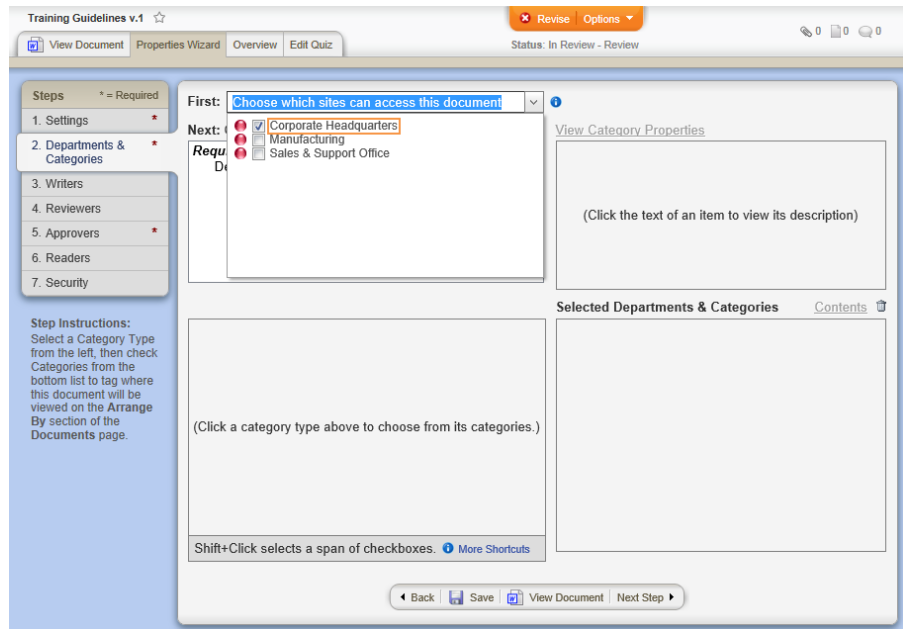 Training Guidelines v.1
Revise Options
View Document Properties Wizard Overview Edit Quiz
Status: In Review - Review
0 0 0
Steps * = Required
1. Settings *
2. Departments & Categories *
3. Writers
4. Reviewers
5. Approvers *
6. Readers
7. Security
Step Instructions:
Select a Category Type
from the left, then check
Categories from the
bottom list to tag where
this document will be
viewed on the Arrange
By section of the
Documents page.
First: Choose which sites can access this document
Next:
Corporate Headquarters
Manufacturing
Sales & Support Office
View Category Properties
(Click the text of an item to view its description)
Selected Departments & Categories Contents
(Click a category type above to choose from its categories.)
Shift+Click selects a span of checkboxes. More Shortcuts
Back Save View Document Next Step